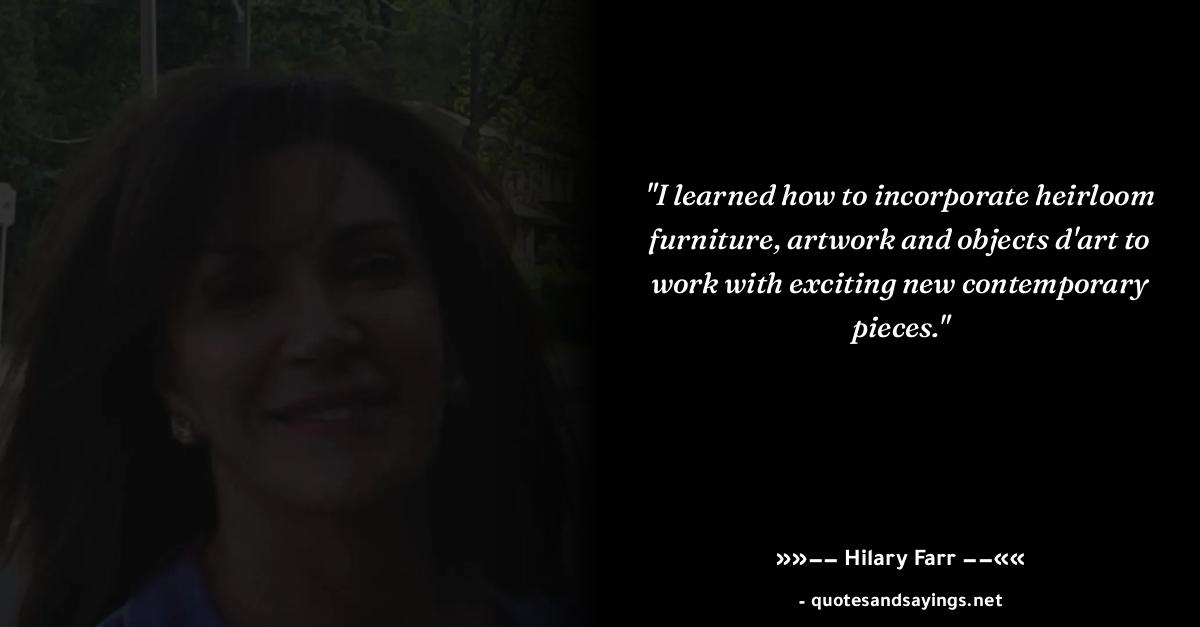 "I learned how to incorporate heirloom
furniture, artwork and objects d'art to
work with exciting new contemporary
pieces."
»»−− Hilary Farr −−««
- quotesandsayings.net